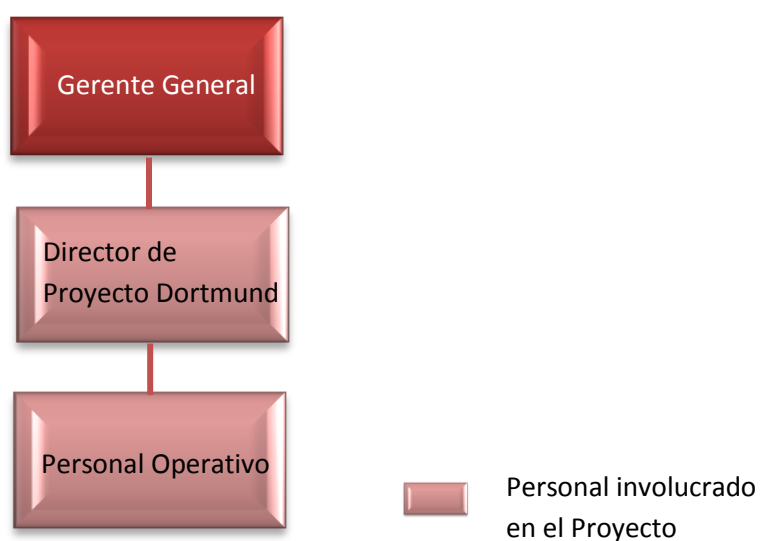 Gerente General
Director de
Proyecto Dortmund
Personal Operativo
Personal involucrado
en el Proyecto